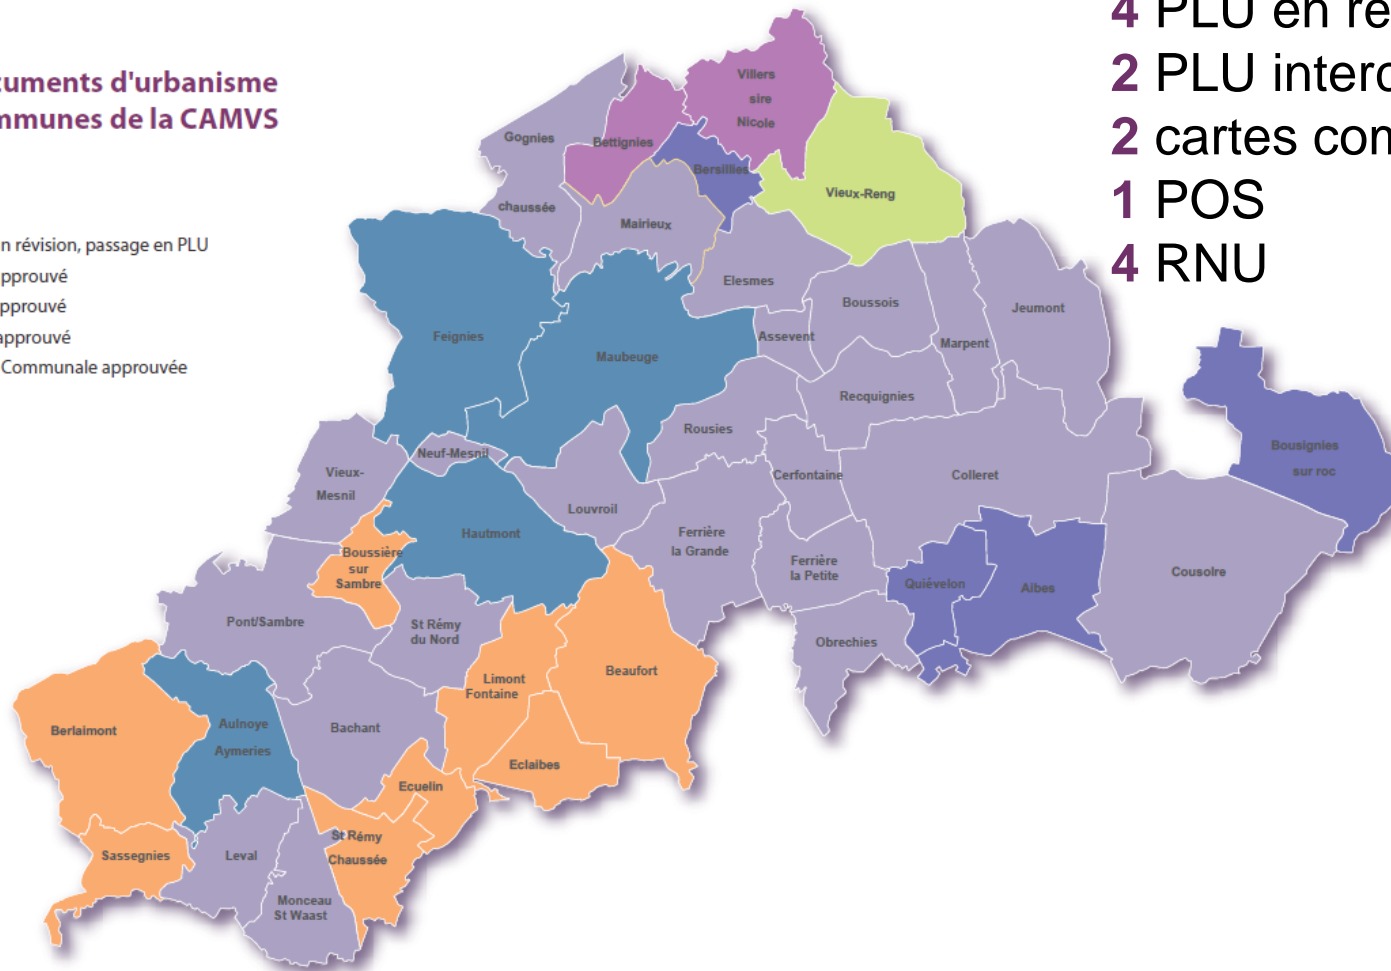 cuments d'urbanisme
mmunes de la CAMVS
n révision, passage en PLU
pprouvé
pprouvé
approuvé
Communale approuvée
4 PLU en ré
2 PLU interc
2 cartes com
1 POS
4 RNU
Villers
sire
Nicole
Gognies
chaussée
Bettignies
Bersillies
Vieux-Reng
Mairieux
Elesmes
Boussois
Jeumont
Feignies
Maubeuge
Assevent
Marpent
Recquignies
Rousies
Neuf-Mesnil
Vieux-
Mesnil
Cerfontaine
Colleret
Bousignies
sur roc
Louvroil
Hautmont
Ferrière
la Grande
Boussière
sur
Sambre
Ferrière
la Petite
Quiévelon
Aibes
Cousolre
Pont/Sambre
St Rémy
du Nord
Obrechies
Limont
Fontaine
Beaufort
Berlaimont
Aulnoye
Aymeries
Bachant
Eclaibes
Ecuelin
St Rémy
Chaussée
Sassegnies
Leval
Monceau
St Waast